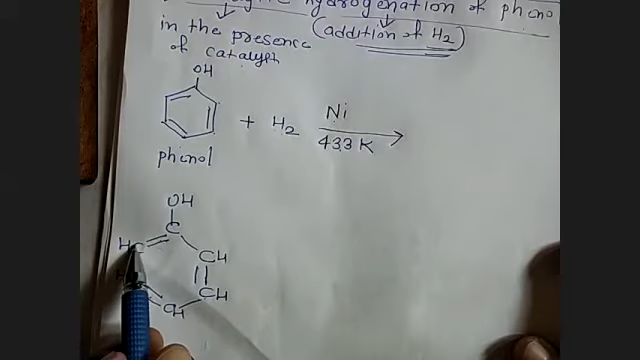 hydrogenation of phenol
in the presence (addition of H2)
of catalyst
OH
+ H2 Ni
433 K
phenol
OH
C
HC CH
CH
CH